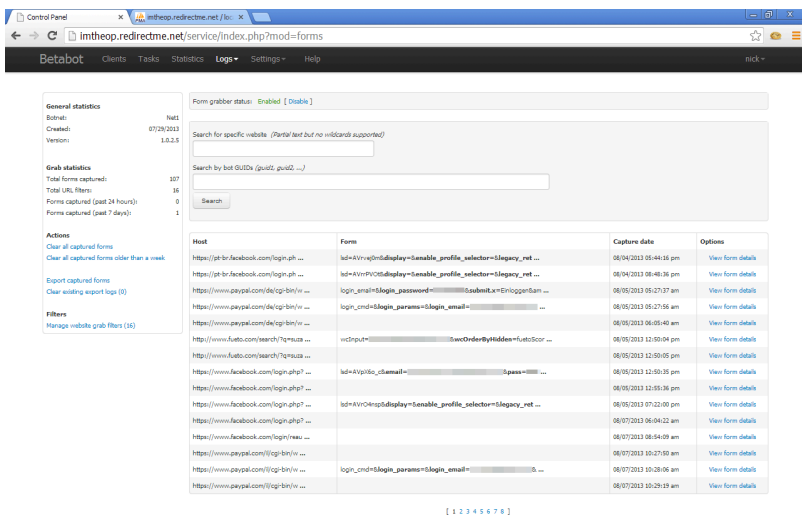 Control Panel
imtheop.redirectme.net / loc
imtheop.redirectme.net/service/index.php?mod=forms
Betabot Clients Tasks Statistics Logs Settings Help nick
General statistics
Botnet: Net1
Created: 07/29/2013
Version: 1.0.2.5
Grab statistics
Total forms captured: 107
Total URL filters: 16
Forms captured (past 24 hours): 0
Forms captured (past 7 days): 1
Actions
Clear all captured forms
Clear all captured forms older than a week
Export captured forms
Clear existing export logs (0)
Filters
Manage website grab filters (16)
Form grabber status: Enabled [ Disable ]
Search for specific website (Partial text but no wildcards supported)
Search by bot GUIDs (guid1, guid2, ...)
Search
Host Form Capture date Options
https://pt-br.facebook.com/login.ph ... lsd=AVrvej0m&display=&enable_profile_selector=&legacy_ret ... 08/04/2013 05:44:16 pm View form details
https://pt-br.facebook.com/login.ph ... lsd=AVrrPVOt&display=&enable_profile_selector=&legacy_ret ... 08/04/2013 08:48:36 pm View form details
https://www.paypal.com/de/cgi-bin/w ... login_email=&login_password= &submit.x=Einloggen&am ... 08/05/2013 05:27:37 am View form details
https://www.paypal.com/de/cgi-bin/w ... login_cmd=&login_params=&login_email= ... 08/05/2013 05:27:56 am View form details
https://www.paypal.com/de/cgi-bin/w ... 08/05/2013 06:05:40 am View form details
http://www.fueto.com/search/?q=suza ... wcInput= &wcOrderByHidden=fuetoScor ... 08/05/2013 12:50:04 pm View form details
http://www.fueto.com/search/?q=suza ... 08/05/2013 12:50:05 pm View form details
https://www.facebook.com/login.php? ... lsd=AVpX6o_c&email= &pass= ... 08/05/2013 12:50:35 pm View form details
https://www.facebook.com/login.php? ... 08/05/2013 12:55:36 pm View form details
https://www.facebook.com/login.php? ... lsd=AVrO4nsp&display=&enable_profile_selector=&legacy_ret ... 08/05/2013 07:22:00 pm View form details
https://www.facebook.com/login.php? ... 08/07/2013 06:04:22 am View form details
https://www.facebook.com/login/reau ... 08/07/2013 08:54:09 am View form details
https://www.paypal.com/il/cgi-bin/w ... 08/07/2013 10:27:50 am View form details
https://www.paypal.com/il/cgi-bin/w ... login_cmd=&login_params=&login_email= & ... 08/07/2013 10:28:06 am View form details
https://www.paypal.com/il/cgi-bin/w ... 08/07/2013 10:29:19 am View form details
[ 1 2 3 4 5 6 7 8 ]